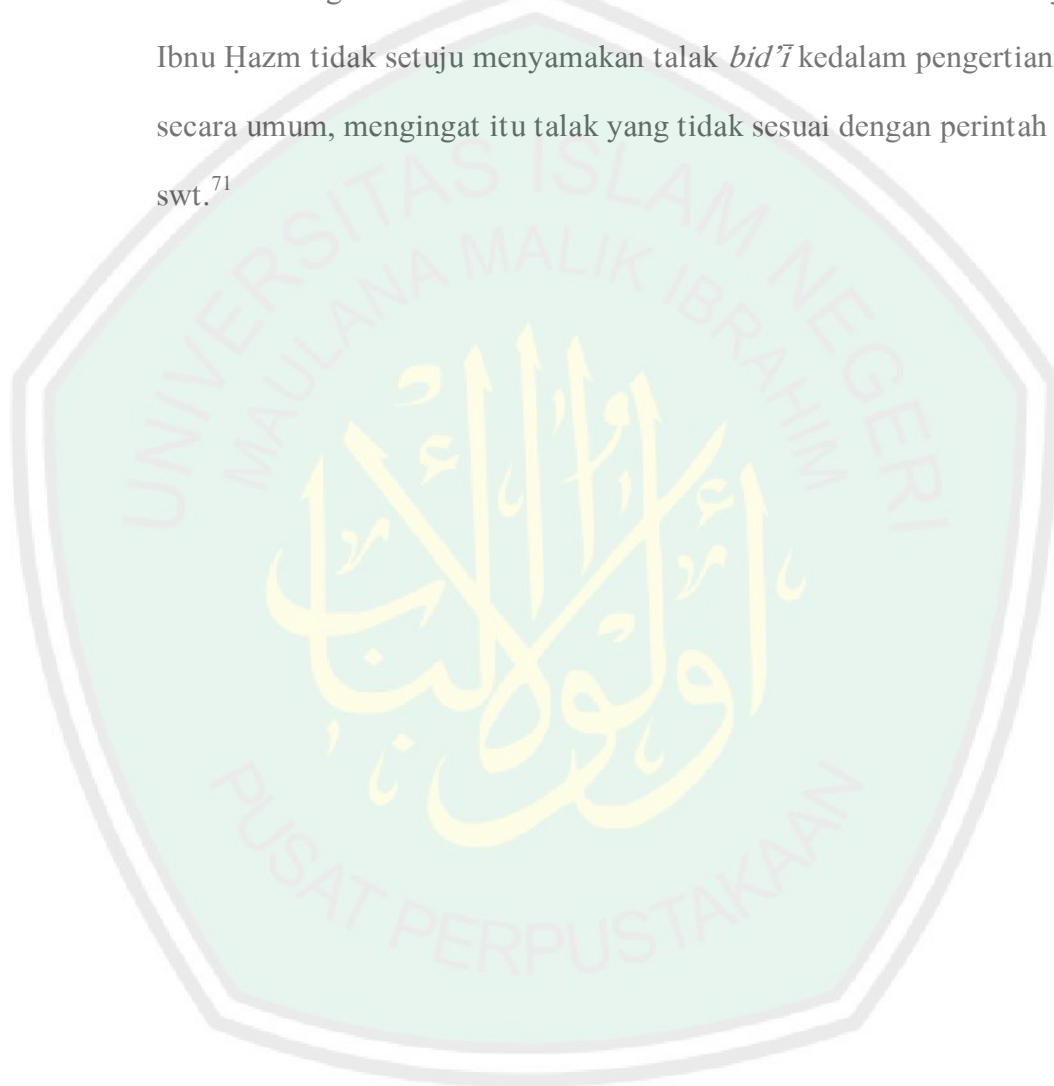 Ibnu Ḥazm tidak setuju menyamakan talak bid’ī kedalam pengertian
secara umum, mengingat itu talak yang tidak sesuai dengan perintah
swt.71
UNIVERSITAS ISLAM NEGERI
MAULANA MALIK IBRAHIM
PUSAT PERPUSTAKAAN